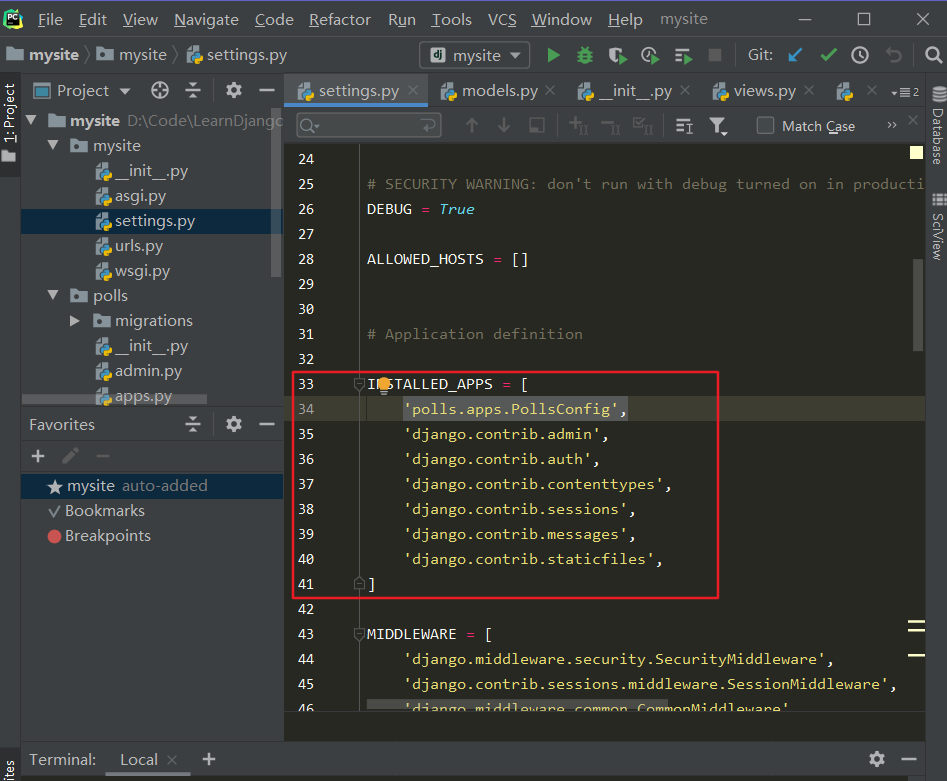 PC File Edit View Navigate Code Refactor Run Tools VCS Window Help mysite
mysite mysite settings.py dj mysite Git:
1: Project
Project
settings.py models.py __init__.py views.py 2
mysite D:\Code\LearnDjango
mysite
__init__.py
asgi.py
settings.py
urls.py
wsgi.py
polls
migrations
__init__.py
admin.py
apps.py
Favorites
mysite auto-added
Bookmarks
Breakpoints
Match Case
Database
SciView
24
25 # SECURITY WARNING: don't run with debug turned on in producti
26 DEBUG = True
27
28 ALLOWED_HOSTS = []
29
30
31 # Application definition
32
33 INSTALLED_APPS = [
34 'polls.apps.PollsConfig',
35 'django.contrib.admin',
36 'django.contrib.auth',
37 'django.contrib.contenttypes',
38 'django.contrib.sessions',
39 'django.contrib.messages',
40 'django.contrib.staticfiles',
41 ]
42
43 MIDDLEWARE = [
44 'django.middleware.security.SecurityMiddleware',
45 'django.contrib.sessions.middleware.SessionMiddleware',
46 'django.middleware.common.CommonMiddleware'
Terminal: Local
ites